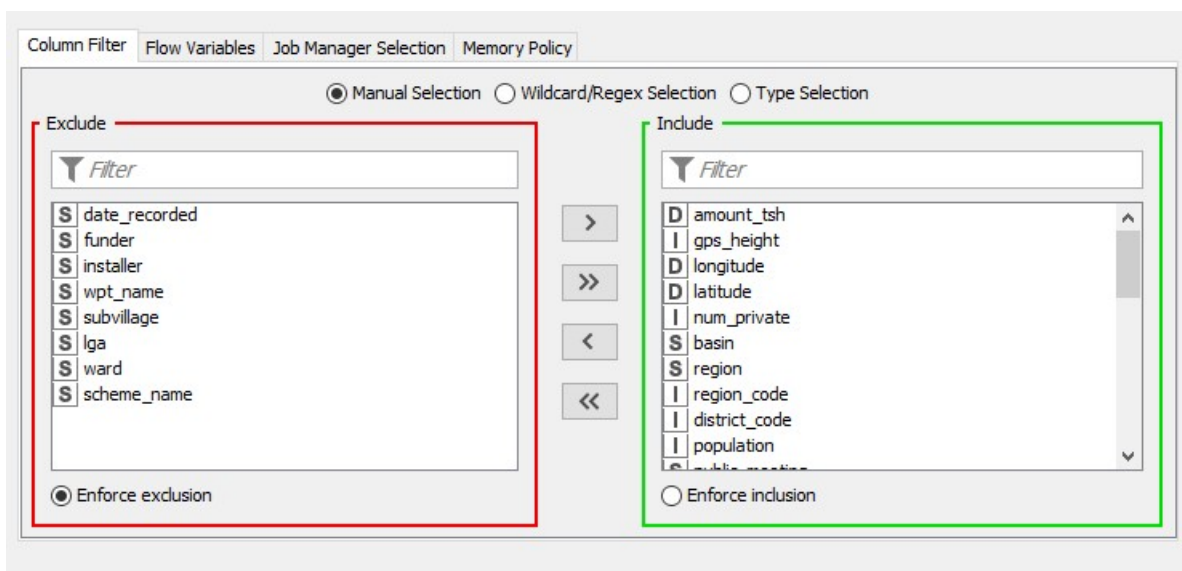 Column Filter Flow Variables Job Manager Selection Memory Policy
Manual Selection Wildcard/Regex Selection Type Selection
Exclude
Filter
S date_recorded
S funder
S installer
S wpt_name
S subvillage
S lga
S ward
S scheme_name
Enforce exclusion
>
>>
<
<<
Include
Filter
D amount_tsh
I gps_height
D longitude
D latitude
I num_private
S basin
S region
I region_code
I district_code
I population
S public_meeting
Enforce inclusion